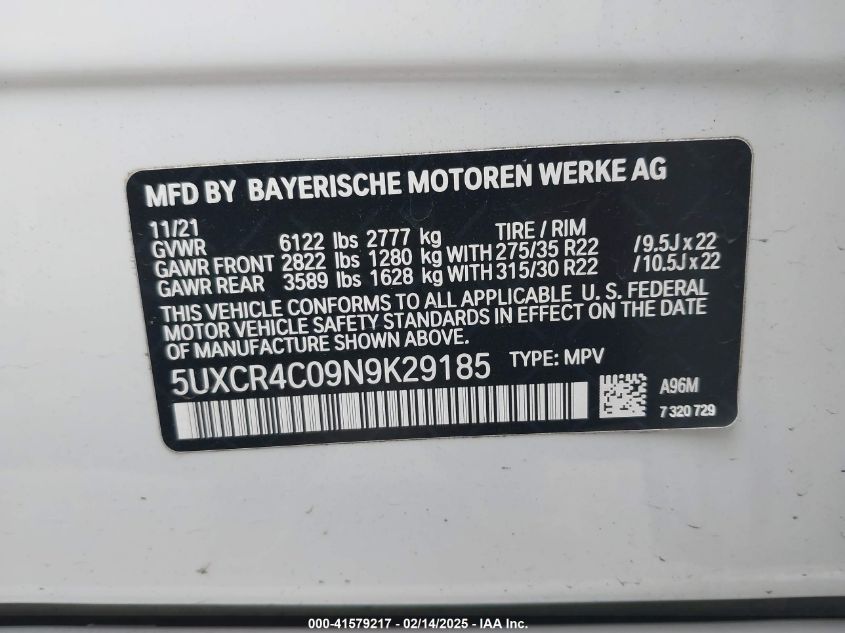 MFD BY BAYERISCHE MOTOREN WERKE AG
11/21 TIRE / RIM
GVWR 6122 lbs 2777 kg
GAWR FRONT 2822 lbs 1280 kg WITH 275/35 R22 /9.5J x 22
GAWR REAR 3589 lbs 1628 kg WITH 315/30 R22 /10.5J x 22
THIS VEHICLE CONFORMS TO ALL APPLICABLE U. S. FEDERAL
MOTOR VEHICLE SAFETY STANDARDS IN EFFECT ON THE DATE
OF MANUFACTURE SHOWN ABOVE.
5UXCR4C09N9K29185 TYPE: MPV
A96M
7 320 729
000-41579217 - 02/14/2025 - IAA Inc.